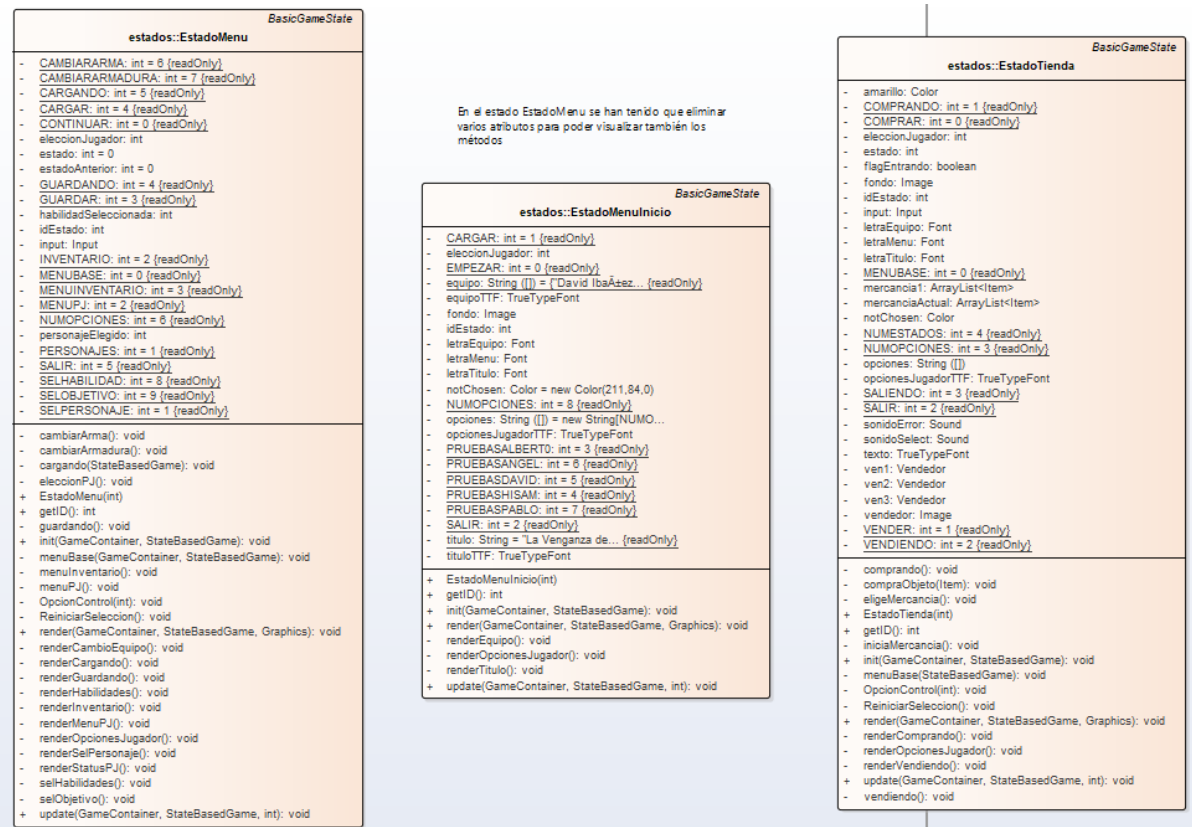 BasicGameState
estados::EstadoMenu
- CAMBIARARMA: int = 6 {readOnly}
- CAMBIARARMADURA: int = 7 {readOnly}
- CARGANDO: int = 5 {readOnly}
- CARGAR: int = 4 {readOnly}
- CONTINUAR: int = 0 {readOnly}
- eleccionJugador: int
- estado: int = 0
- estadoAnterior: int = 0
- GUARDANDO: int = 4 {readOnly}
- GUARDAR: int = 3 {readOnly}
- habilidadSeleccionada: int
- idEstado: int
- input: Input
- INVENTARIO: int = 2 {readOnly}
- MENUBASE: int = 0 {readOnly}
- MENUINVENTARIO: int = 3 {readOnly}
- MENUPJ: int = 2 {readOnly}
- NUMOPCIONES: int = 6 {readOnly}
- personajeElegido: int
- PERSONAJES: int = 1 {readOnly}
- SALIR: int = 5 {readOnly}
- SELHABILIDAD: int = 8 {readOnly}
- SELOBJETIVO: int = 9 {readOnly}
- SELPERSONAJE: int = 1 {readOnly}
- cambiarArma(): void
- cambiarArmadura(): void
- cargando(StateBasedGame): void
- eleccionPJ(): void
+ EstadoMenu(int)
+ getID(): int
- guardando(): void
+ init(GameContainer, StateBasedGame): void
- menuBase(GameContainer, StateBasedGame): void
- menuInventario(): void
- menuPJ(): void
- OpcionControl(int): void
- ReiniciarSeleccion(): void
+ render(GameContainer, StateBasedGame, Graphics): void
- renderCambioEquipo(): void
- renderCargando(): void
- renderGuardando(): void
- renderHabilidades(): void
- renderInventario(): void
- renderMenuPJ(): void
- renderOpcionesJugador(): void
- renderSelPersonaje(): void
- renderStatusPJ(): void
- selHabilidades(): void
- selObjetivo(): void
+ update(GameContainer, StateBasedGame, int): void
En el estado EstadoMenu se han tenido que eliminar
varios atributos para poder visualizar también los
métodos
BasicGameState
estados::EstadoMenuInicio
- CARGAR: int = 1 {readOnly}
- eleccionJugador: int
- EMPEZAR: int = 0 {readOnly}
- equipo: String ([]) = {"David IbaÃ±ez... {readOnly}
- equipoTTF: TrueTypeFont
- fondo: Image
- idEstado: int
- letraEquipo: Font
- letraMenu: Font
- letraTitulo: Font
- notChosen: Color = new Color(211,84,0)
- NUMOPCIONES: int = 8 {readOnly}
- opciones: String ([]) = new String[NUMO...
- opcionesJugadorTTF: TrueTypeFont
- PRUEBASALBERT0: int = 3 {readOnly}
- PRUEBASANGEL: int = 6 {readOnly}
- PRUEBASDAVID: int = 5 {readOnly}
- PRUEBASHISAM: int = 4 {readOnly}
- PRUEBASPABLO: int = 7 {readOnly}
- SALIR: int = 2 {readOnly}
- titulo: String = "La Venganza de... {readOnly}
- tituloTTF: TrueTypeFont
+ EstadoMenuInicio(int)
+ getID(): int
+ init(GameContainer, StateBasedGame): void
+ render(GameContainer, StateBasedGame, Graphics): void
- renderEquipo(): void
- renderOpcionesJugador(): void
- renderTitulo(): void
+ update(GameContainer, StateBasedGame, int): void
BasicGameState
estados::EstadoTienda
- amarillo: Color
- COMPRANDO: int = 1 {readOnly}
- COMPRAR: int = 0 {readOnly}
- eleccionJugador: int
- estado: int
- flagEntrando: boolean
- fondo: Image
- idEstado: int
- input: Input
- letraEquipo: Font
- letraMenu: Font
- letraTitulo: Font
- MENUBASE: int = 0 {readOnly}
- mercancia1: ArrayList<Item>
- mercanciaActual: ArrayList<Item>
- notChosen: Color
- NUMESTADOS: int = 4 {readOnly}
- NUMOPCIONES: int = 3 {readOnly}
- opciones: String ([])
- opcionesJugadorTTF: TrueTypeFont
- SALIENDO: int = 3 {readOnly}
- SALIR: int = 2 {readOnly}
- sonidoError: Sound
- sonidoSelect: Sound
- texto: TrueTypeFont
- ven1: Vendedor
- ven2: Vendedor
- ven3: Vendedor
- vendedor: Image
- VENDER: int = 1 {readOnly}
- VENDIENDO: int = 2 {readOnly}
- comprando(): void
- compraObjeto(Item): void
- eligeMercancia(): void
+ EstadoTienda(int)
+ getID(): int
- iniciaMercancia(): void
+ init(GameContainer, StateBasedGame): void
- menuBase(StateBasedGame): void
- OpcionControl(int): void
- ReiniciarSeleccion(): void
+ render(GameContainer, StateBasedGame, Graphics): void
- renderComprando(): void
- renderOpcionesJugador(): void
- renderVendiendo(): void
+ update(GameContainer, StateBasedGame, int): void
- vendiendo(): void